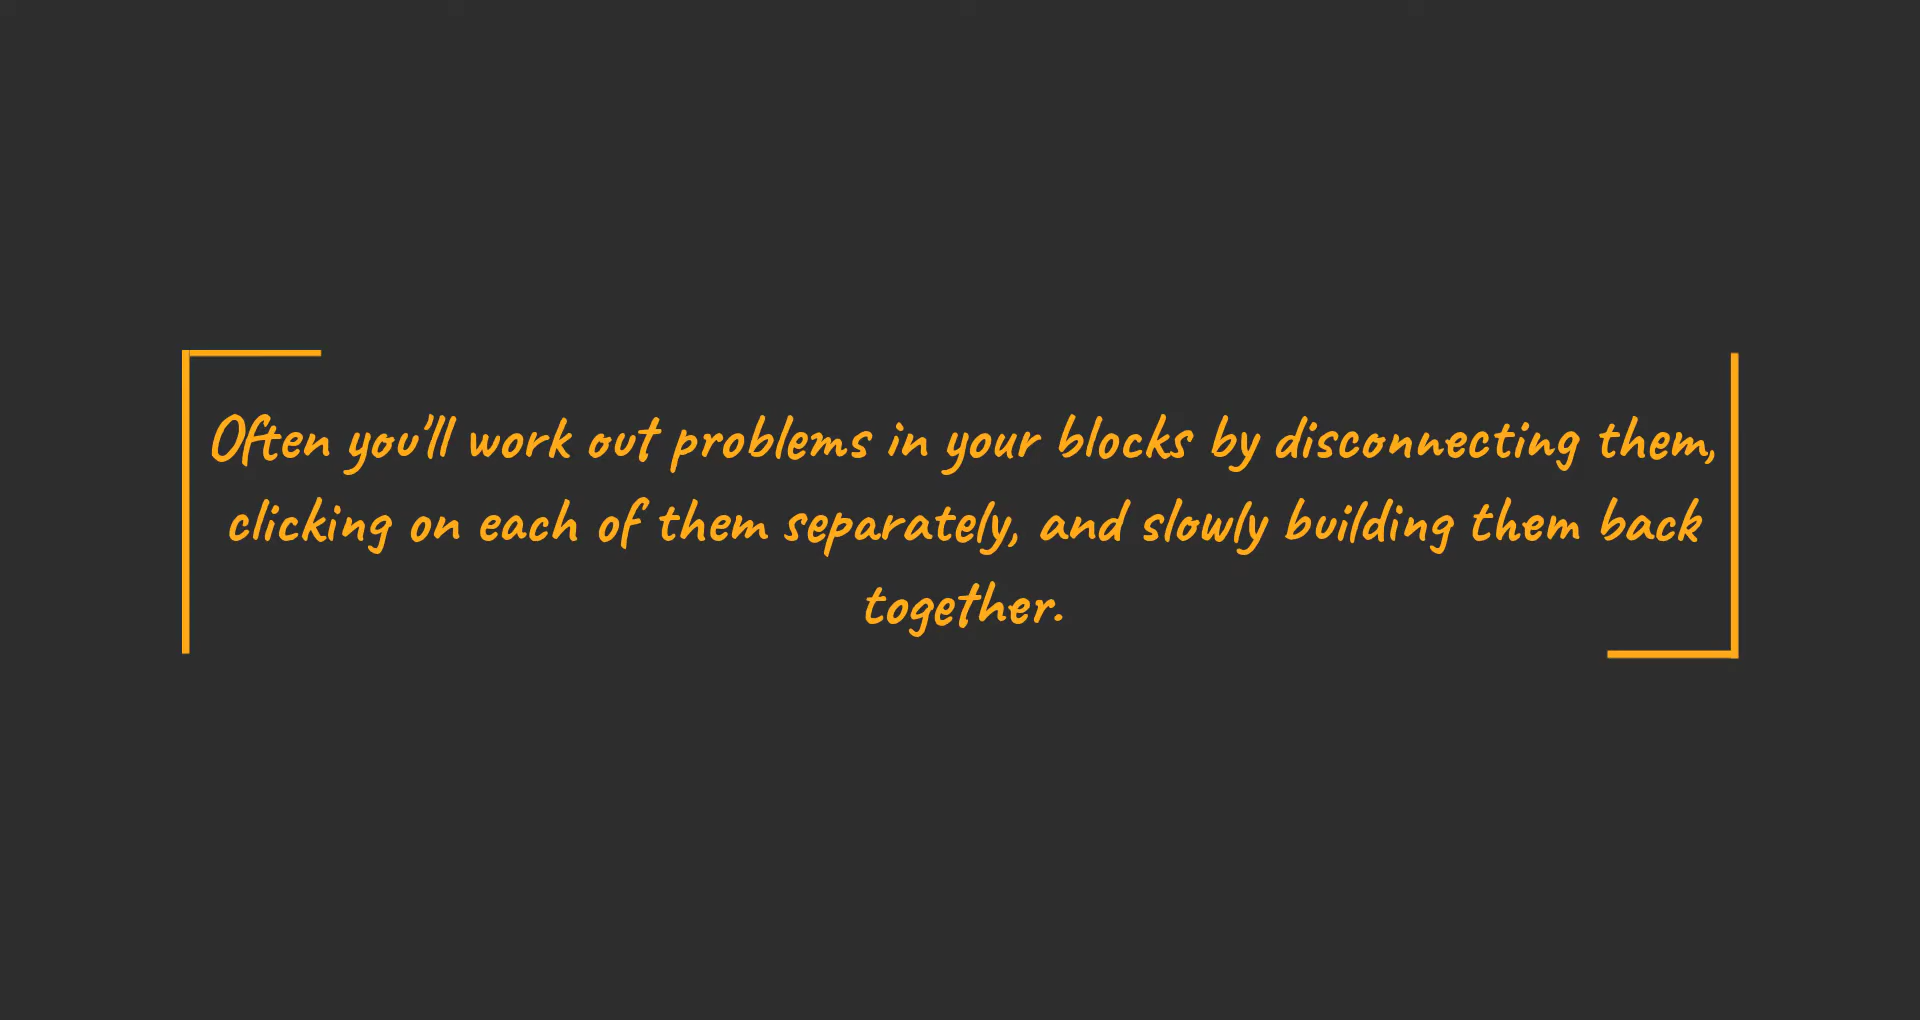 Often you'll work out problems in your blocks by disconnecting them,
clicking on each of them separately, and slowly building them back
together.